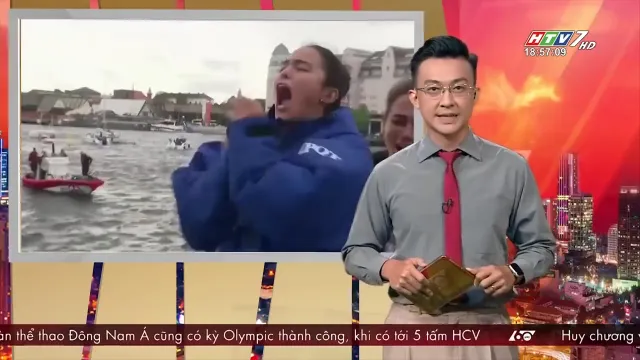 HTV7 HD
18:57:09
POT
àn thể thao Đông Nam Á cũng có kỳ Olympic thành công, khi có tới 5 tấm HCV 60 Huy chương